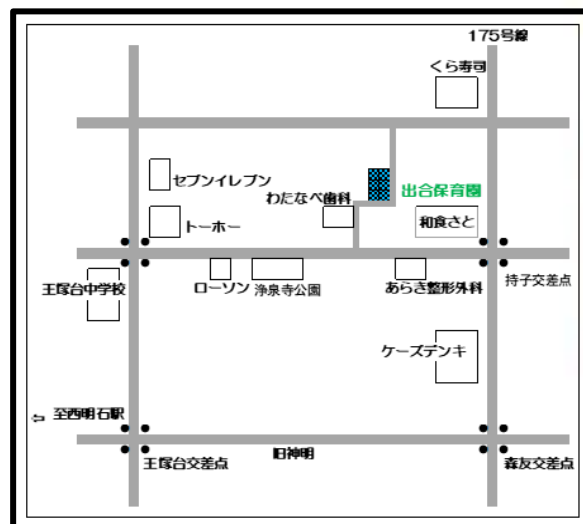 175号線
くら寿司
セブンイレブン
わたなべ歯科
出合保育園
トーホー
和食さと
王塚台中学校
ローソン
浄泉寺公園
あらき整形外科
持子交差点
ケーズデンキ
⇦ 至西明石駅
旧神明
王塚台交差点
森友交差点